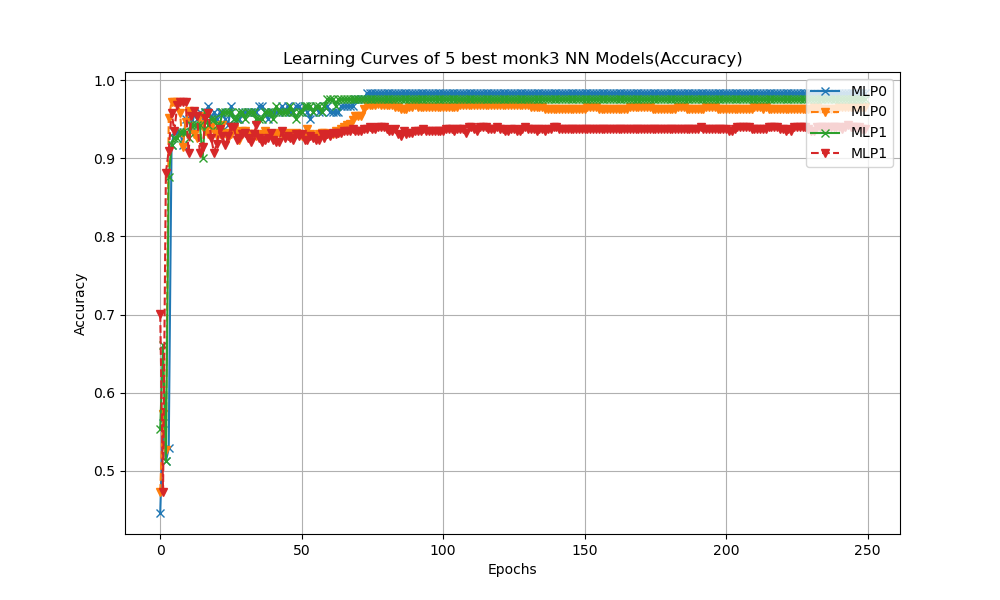 Learning Curves of 5 best monk3 NN Models(Accuracy)
1.0
0.9
0.8
0.7
0.6
0.5
Accuracy
MLP0
MLP0
MLP1
MLP1
0
50
100
150
200
250
Epochs